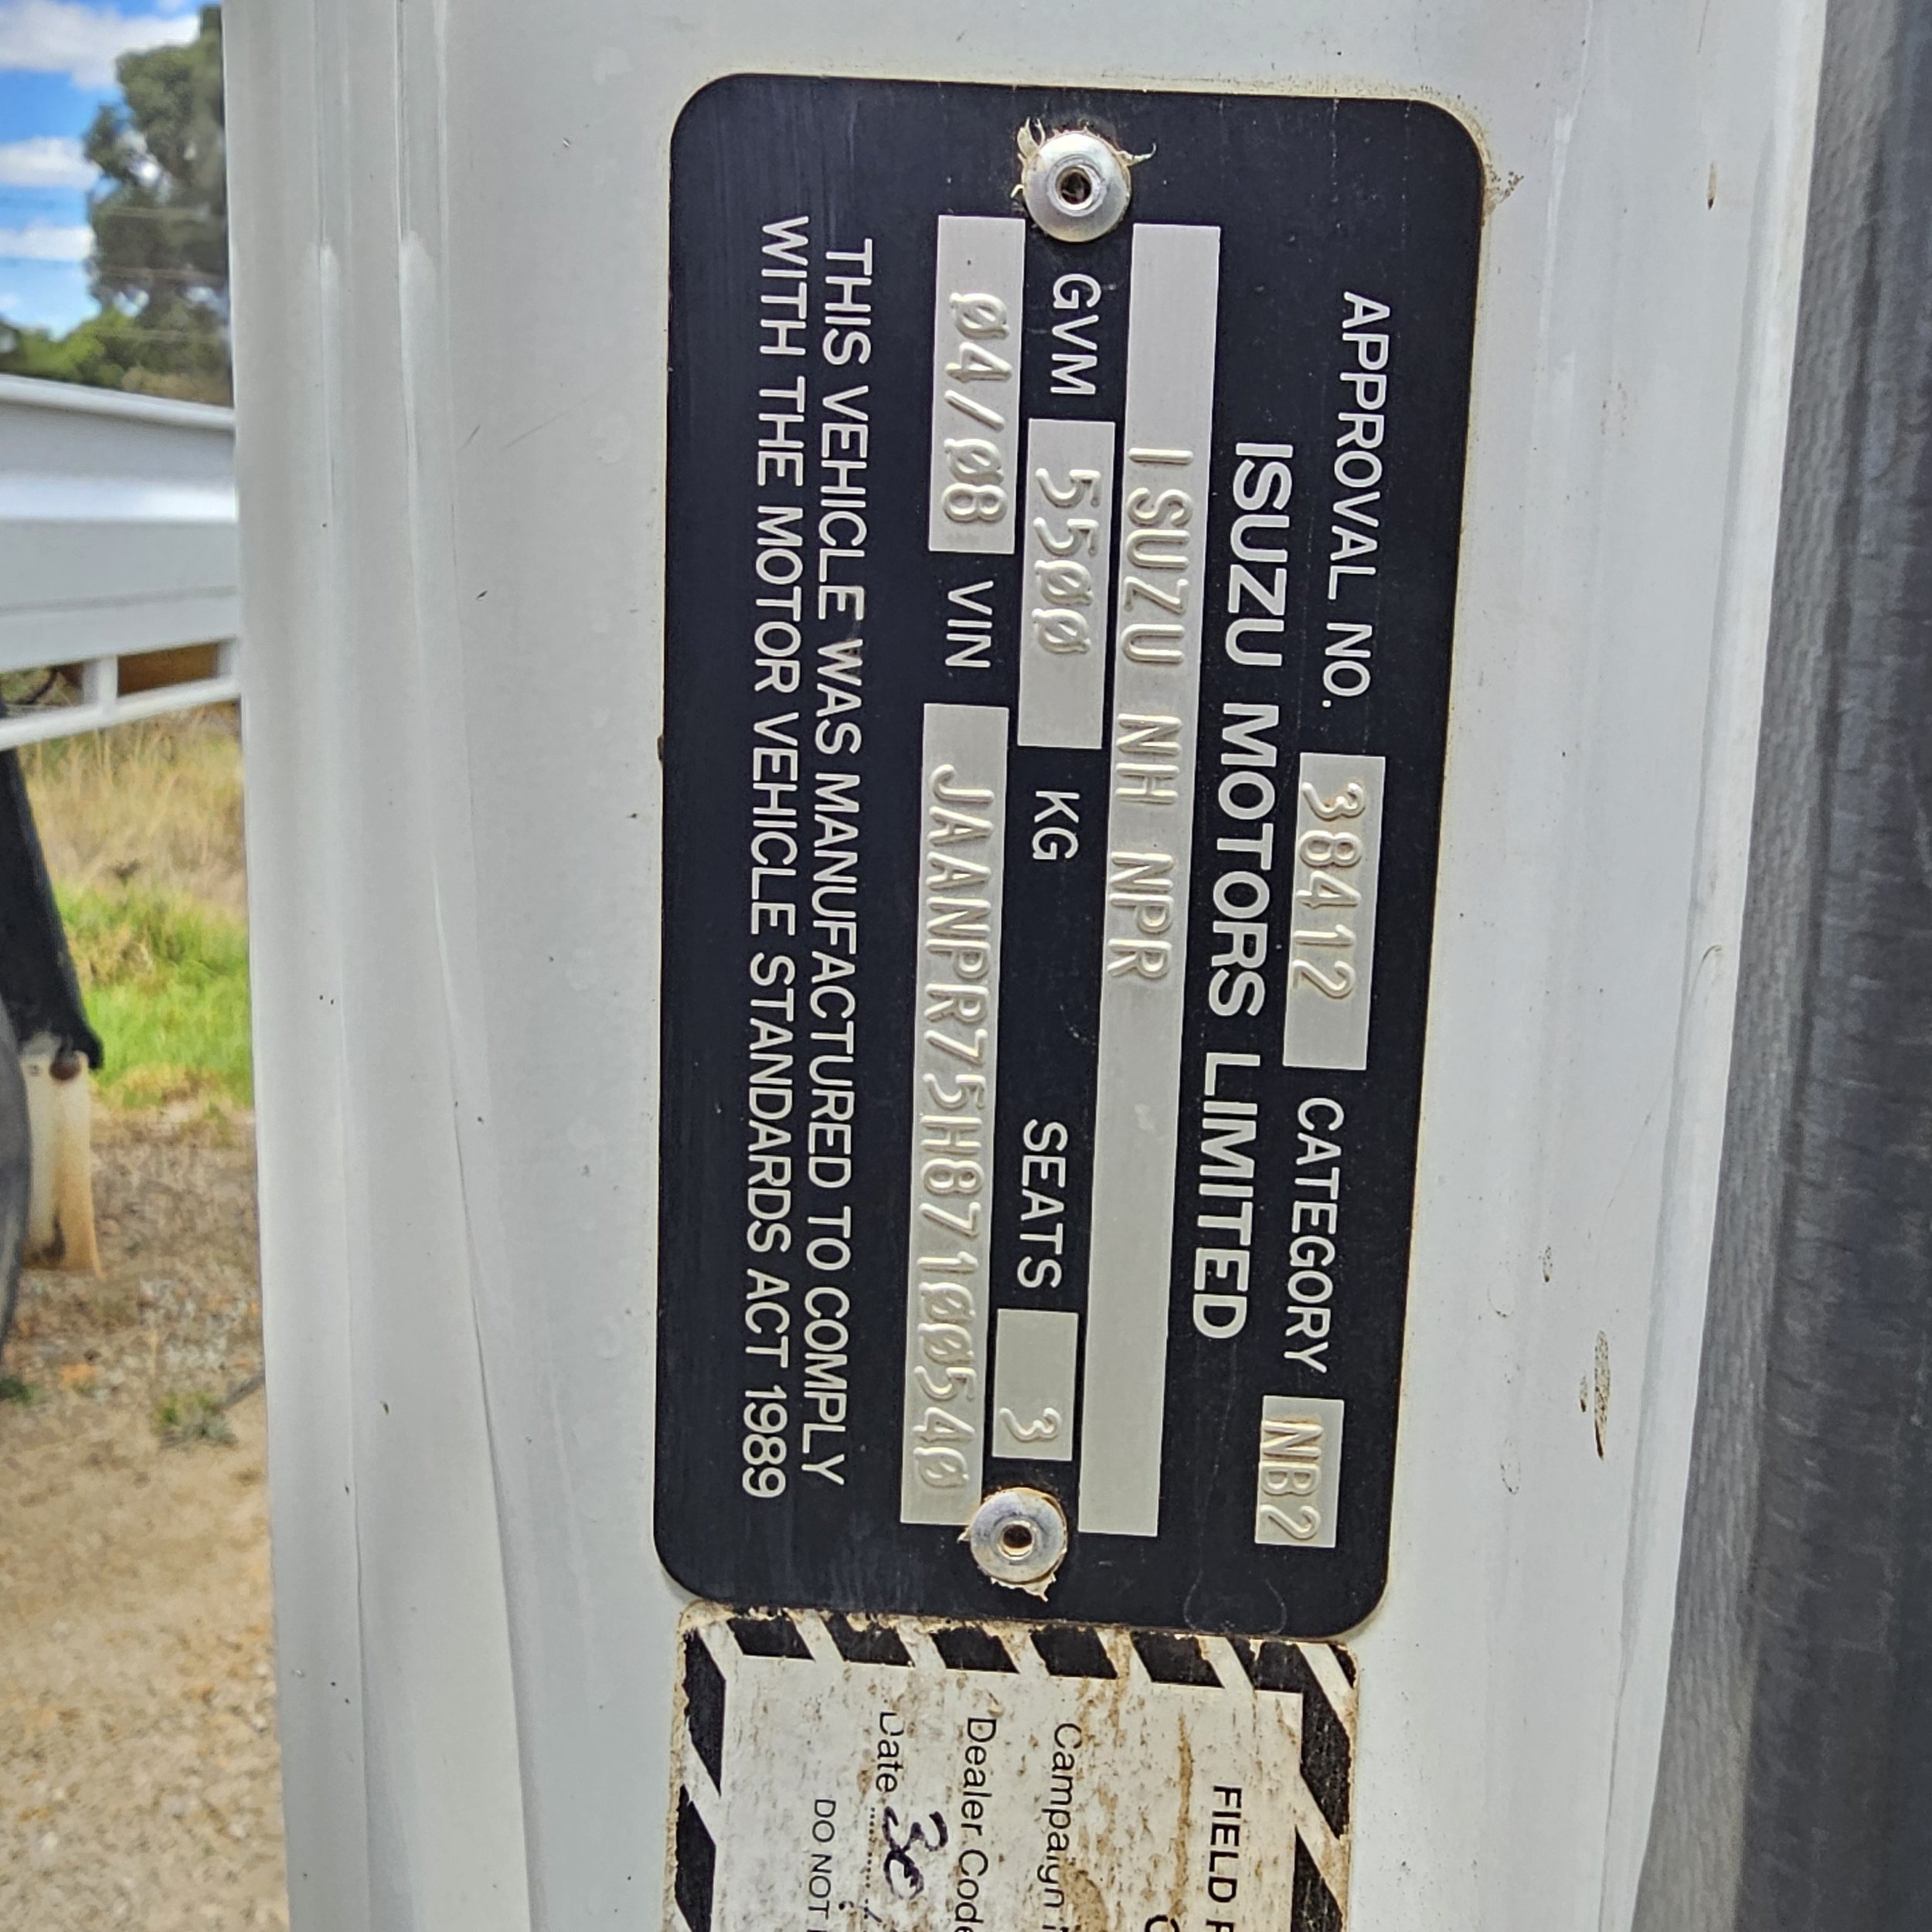 APPROVAL NO. 38412 CATEGORY NB2
ISUZU MOTORS LIMITED
ISUZU NH NPR
GVM 5500 KG SEATS 3
04/08 VIN JAANPR75H87100540
THIS VEHICLE WAS MANUFACTURED TO COMPLY
WITH THE MOTOR VEHICLE STANDARDS ACT 1989
FIELD
Campaign
Dealer Code
Date
DO NOT